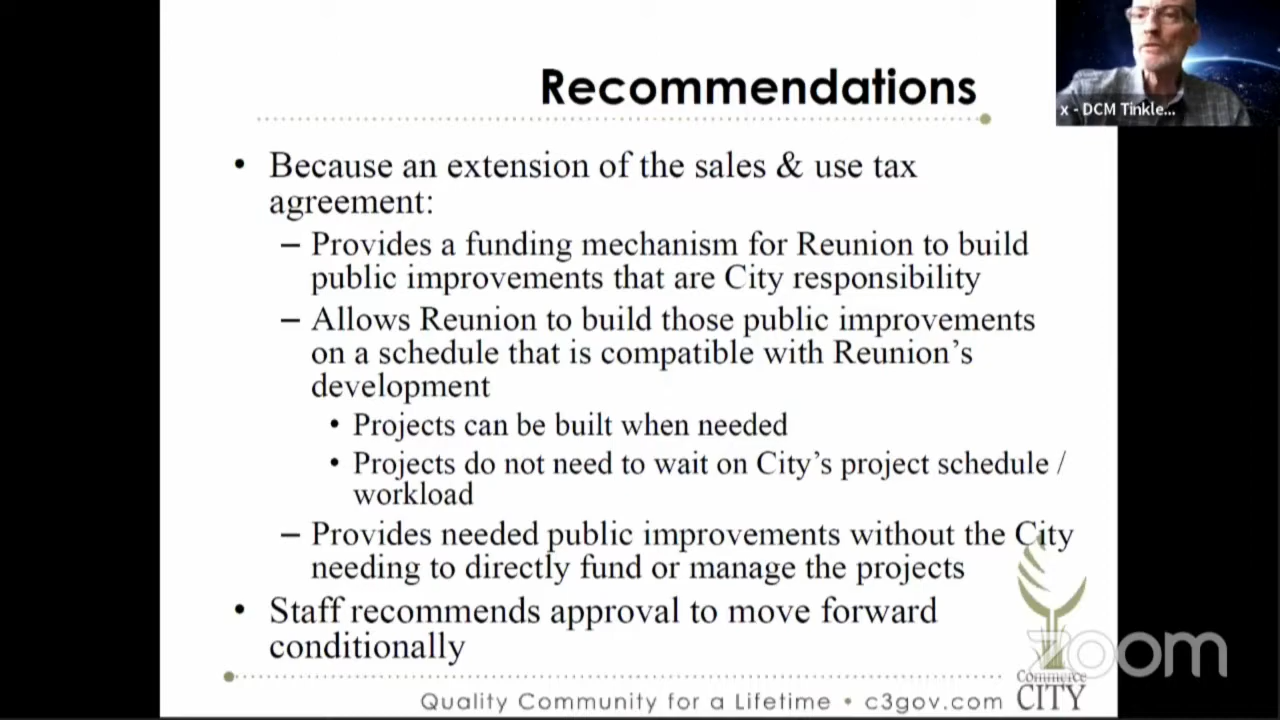 Recommendations
x - DCM Tinkle...
• Because an extension of the sales & use tax
agreement:
– Provides a funding mechanism for Reunion to build
public improvements that are City responsibility
– Allows Reunion to build those public improvements
on a schedule that is compatible with Reunion's
development
• Projects can be built when needed
• Projects do not need to wait on City's project schedule /
workload
– Provides needed public improvements without the City
needing to directly fund or manage the projects
• Staff recommends approval to move forward
conditionally
zoom
Commerce
CITY
Quality Community for a Lifetime • c3gov.com